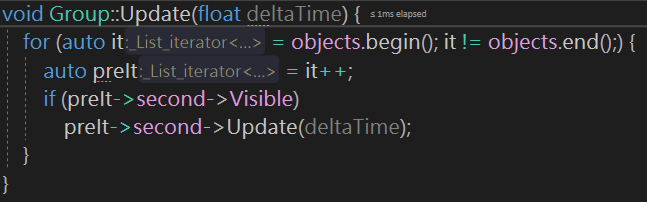 void Group::Update(float deltaTime) { ≤ 1ms elapsed
for (auto it: _List_iterator<...> = objects.begin(); it != objects.end();) {
auto preIt: _List_iterator<...> = it++;
if (preIt->second->Visible)
preIt->second->Update(deltaTime);
}
}